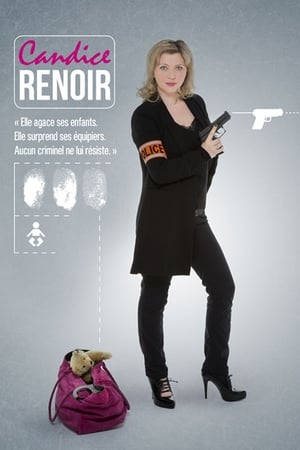 Candice
RENOIR
« Elle agace ses enfants.
Elle surprend ses équipiers.
Aucun criminel ne lui résiste. »
POLICE